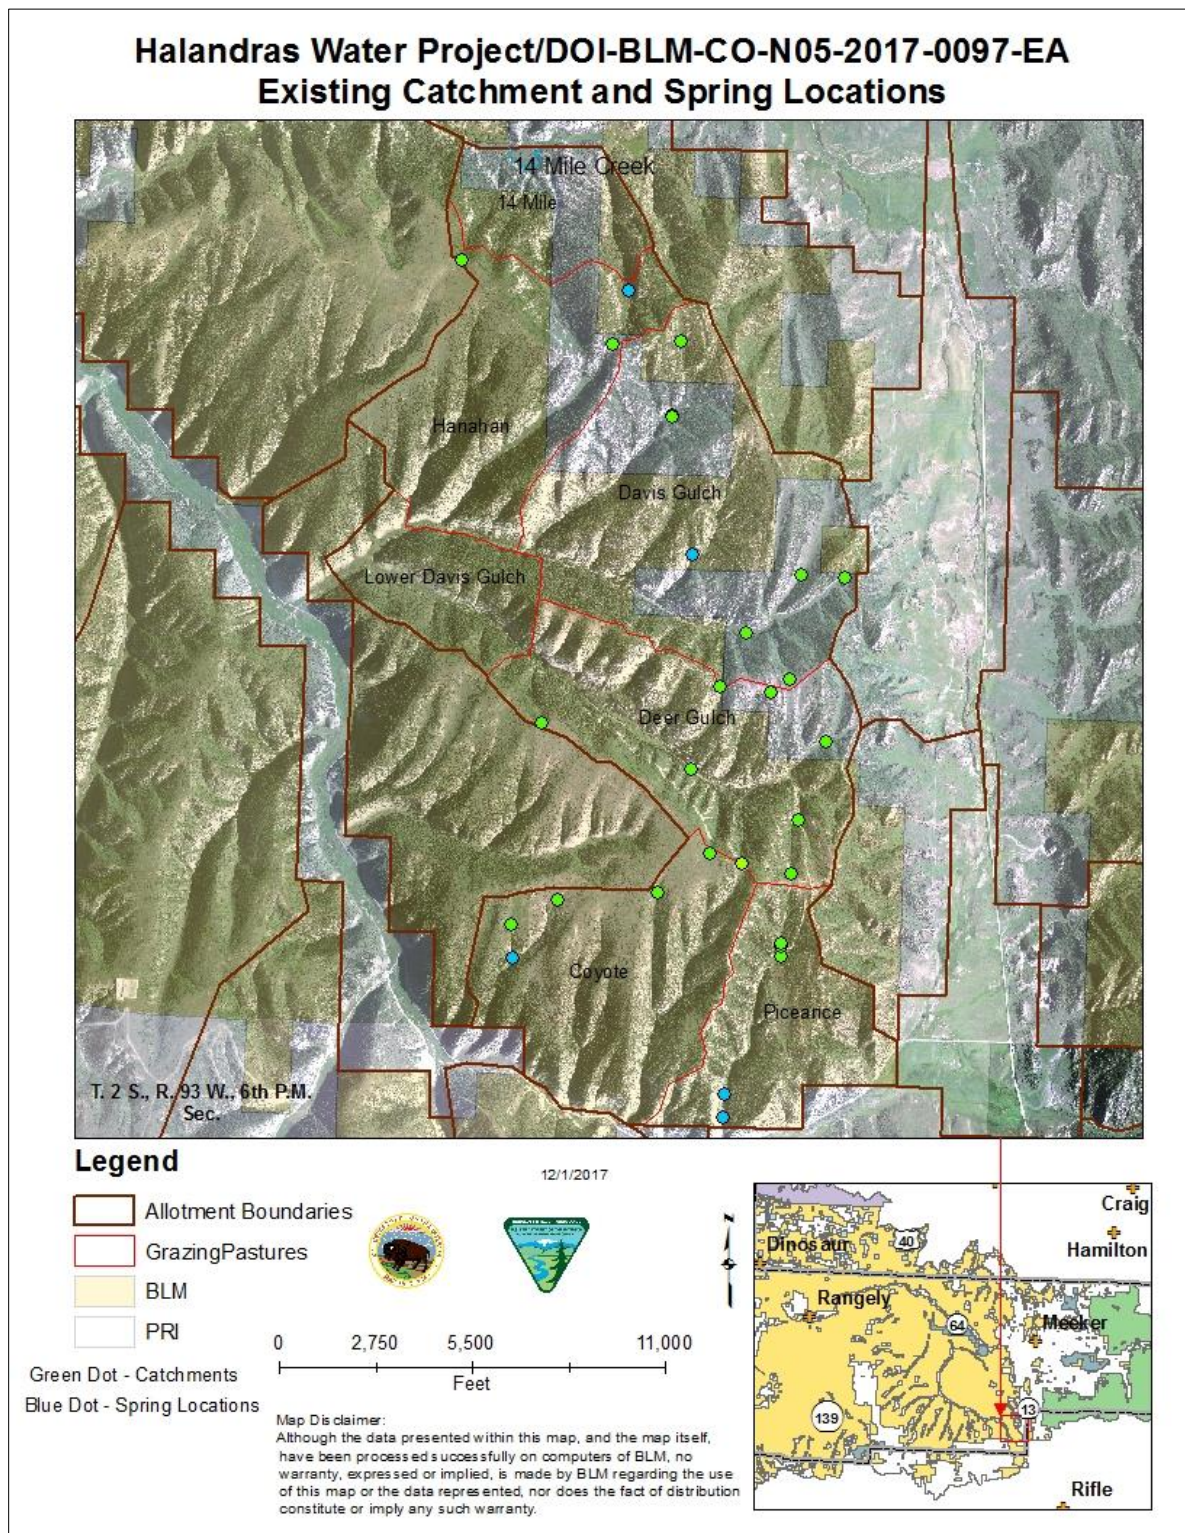 Halandras Water Project/DOI-BLM-CO-N05-2017-0097-EA
Existing Catchment and Spring Locations
14 Mile Creek
14 Mile
Hanahan
Davis Gulch
Lower Davis Gulch
Deer Gulch
Coyote
Piceance
T. 2 S., R. 93 W., 6th P.M.
Sec.
Legend
Allotment Boundaries
GrazingPastures
BLM
PRI
Green Dot - Catchments
Blue Dot - Spring Locations
12/1/2017
N
0 2,750 5,500 11,000
Feet
Map Disclaimer:
Although the data presented within this map, and the map itself,
have been processed successfully on computers of BLM, no
warranty, expressed or implied, is made by BLM regarding the use
of this map or the data represented, nor does the fact of distribution
constitute or imply any such warranty.
Craig
Hamilton
Dinosaur
40
Rangely
64
Meeker
139
13
Rifle